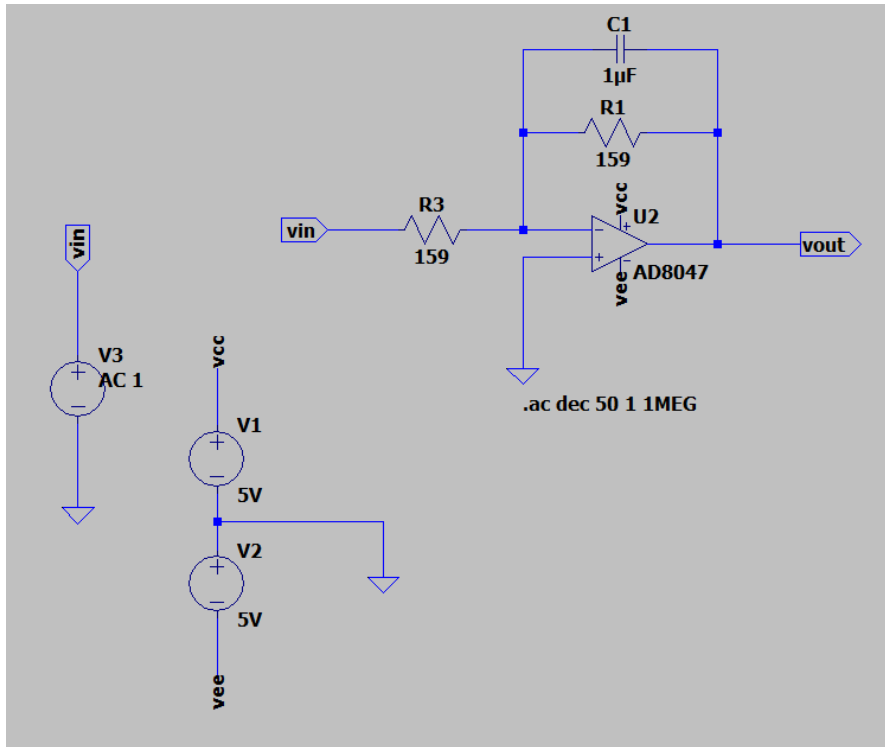 C1
1µF
R1
159
vcc
U2
vin
R3
159
+
−
+
−
vout
vee
AD8047
vin
V3
AC 1
+
−
.ac dec 50 1 1MEG
vcc
V1
+
−
5V
V2
+
−
5V
vee